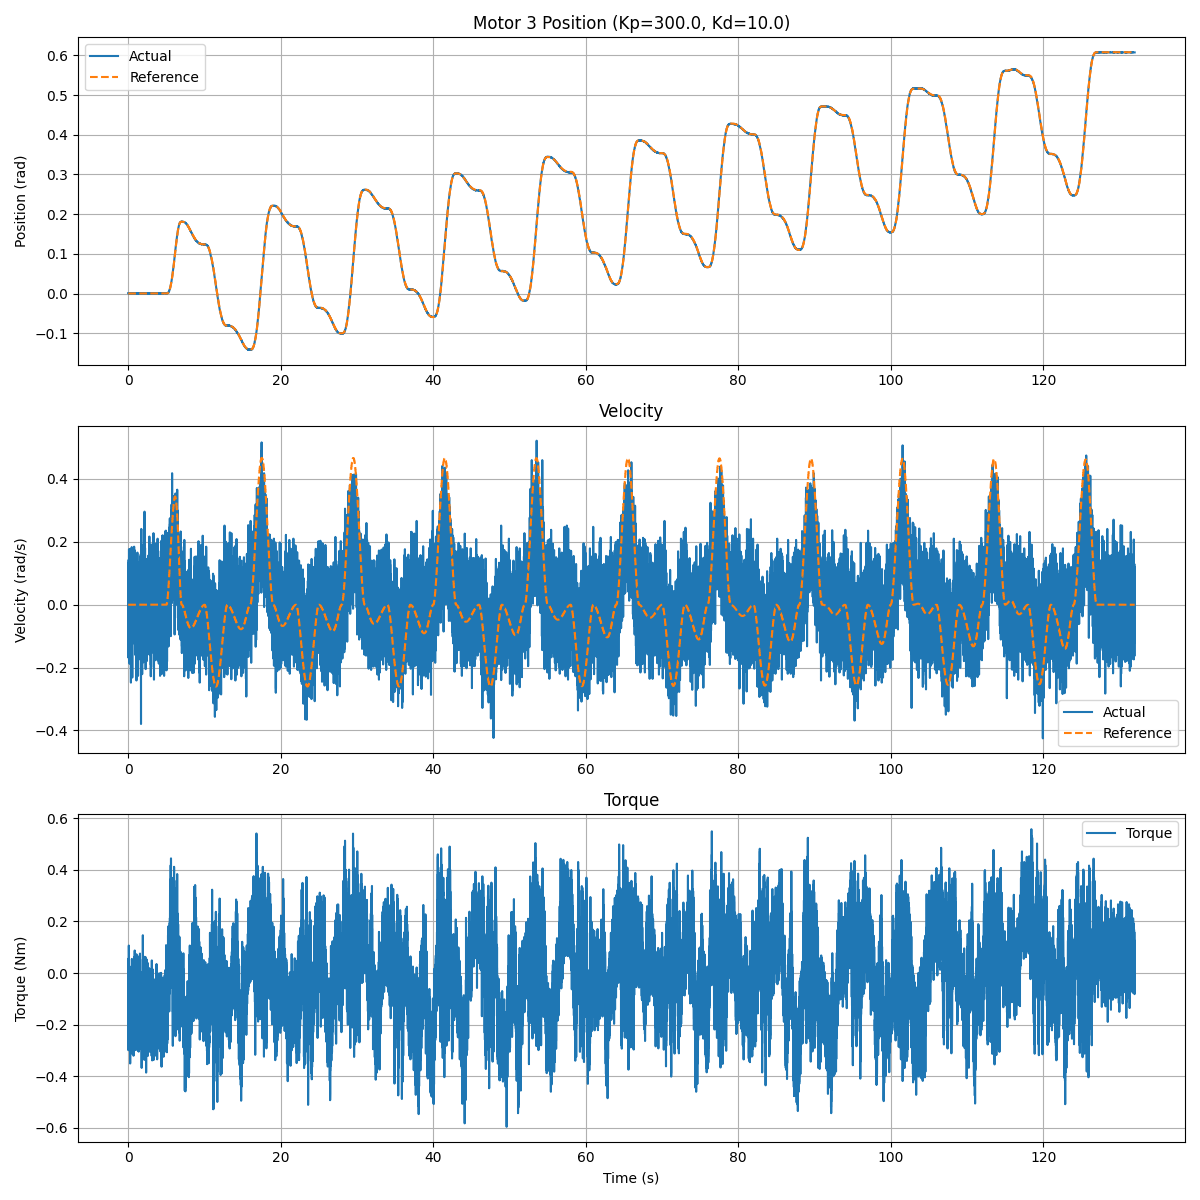 Motor 3 Position (Kp=300.0, Kd=10.0)
Actual
Reference
Position (rad)
0.6
0.5
0.4
0.3
0.2
0.1
0.0
−0.1
0 20 40 60 80 100 120
Velocity
Velocity (rad/s)
0.4
0.2
0.0
−0.2
−0.4
Actual
Reference
0 20 40 60 80 100 120
Torque
Torque
Torque (Nm)
0.6
0.4
0.2
0.0
−0.2
−0.4
−0.6
0 20 40 60 80 100 120
Time (s)